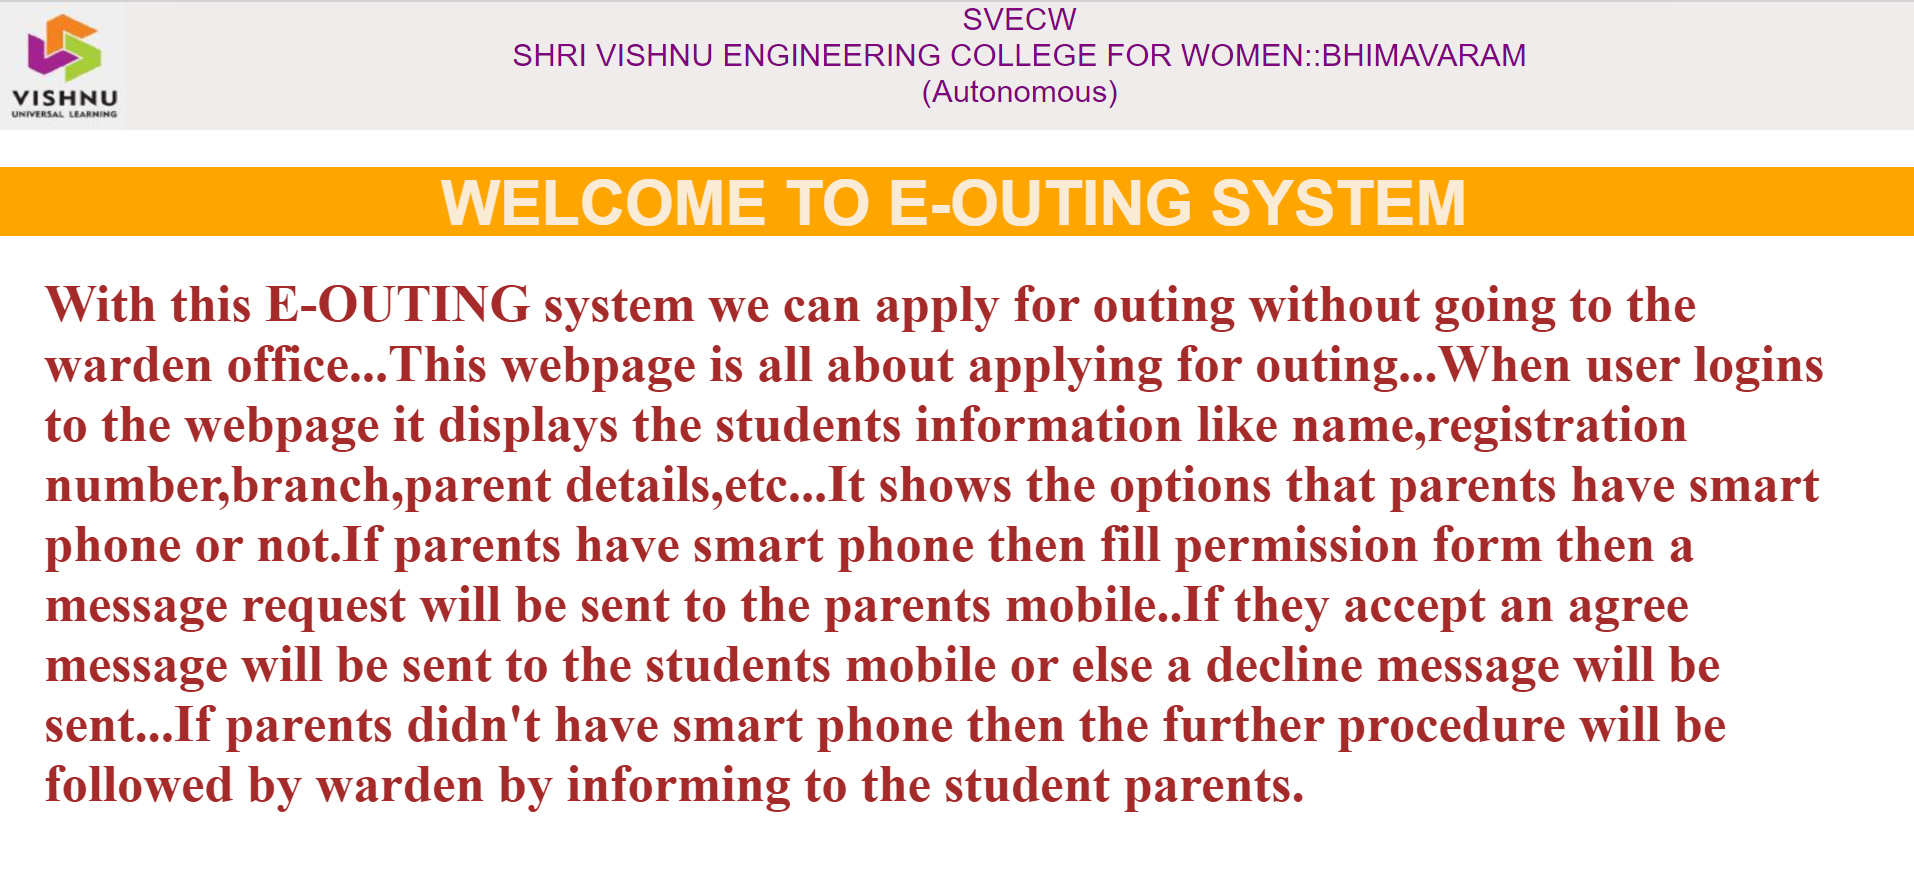 VISHNU
UNIVERSAL LEARNING
SVECW
SHRI VISHNU ENGINEERING COLLEGE FOR WOMEN::BHIMAVARAM
(Autonomous)
WELCOME TO E-OUTING SYSTEM
With this E-OUTING system we can apply for outing without going to the
warden office...This webpage is all about applying for outing...When user logins
to the webpage it displays the students information like name,registration
number,branch,parent details,etc...It shows the options that parents have smart
phone or not.If parents have smart phone then fill permission form then a
message request will be sent to the parents mobile..If they accept an agree
message will be sent to the students mobile or else a decline message will be
sent...If parents didn't have smart phone then the further procedure will be
followed by warden by informing to the student parents.